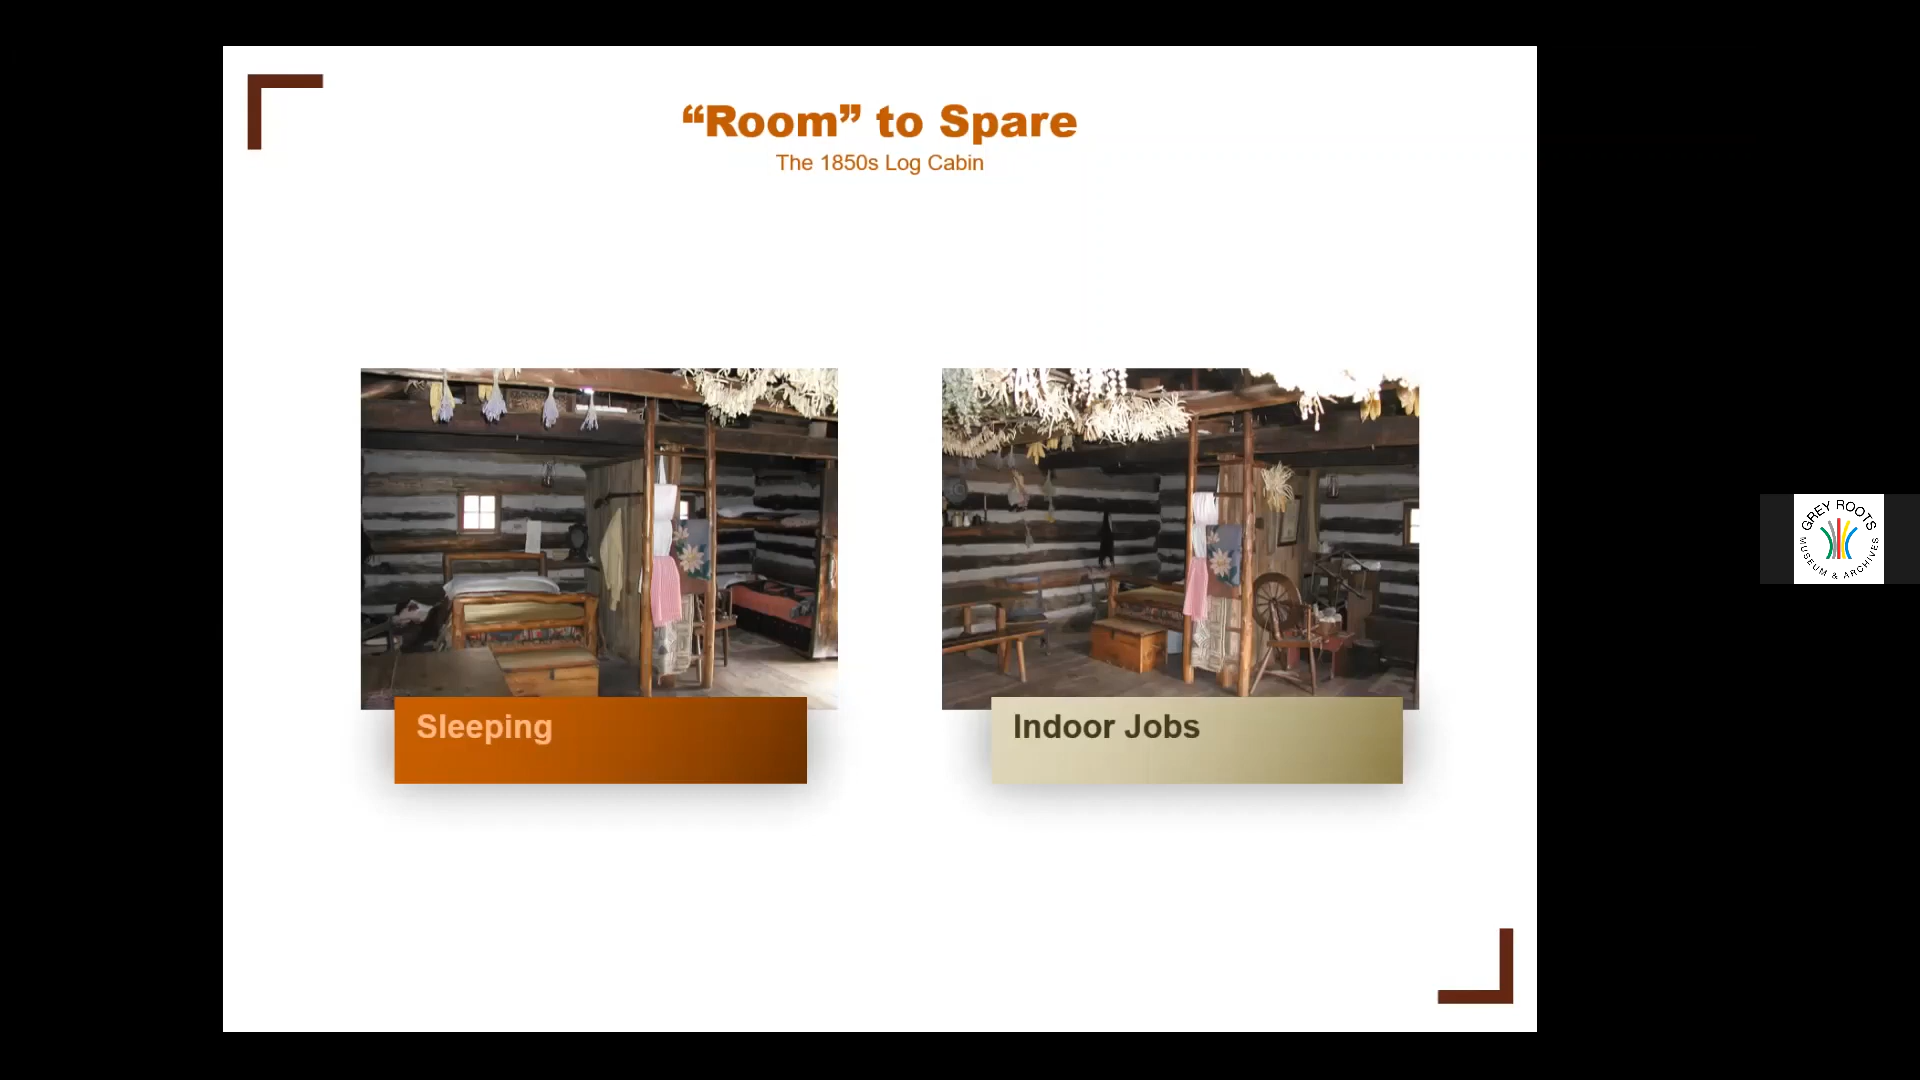 “Room” to Spare
The 1850s Log Cabin
Sleeping
Indoor Jobs
GREY ROOTS
MUSEUM & ARCHIVES